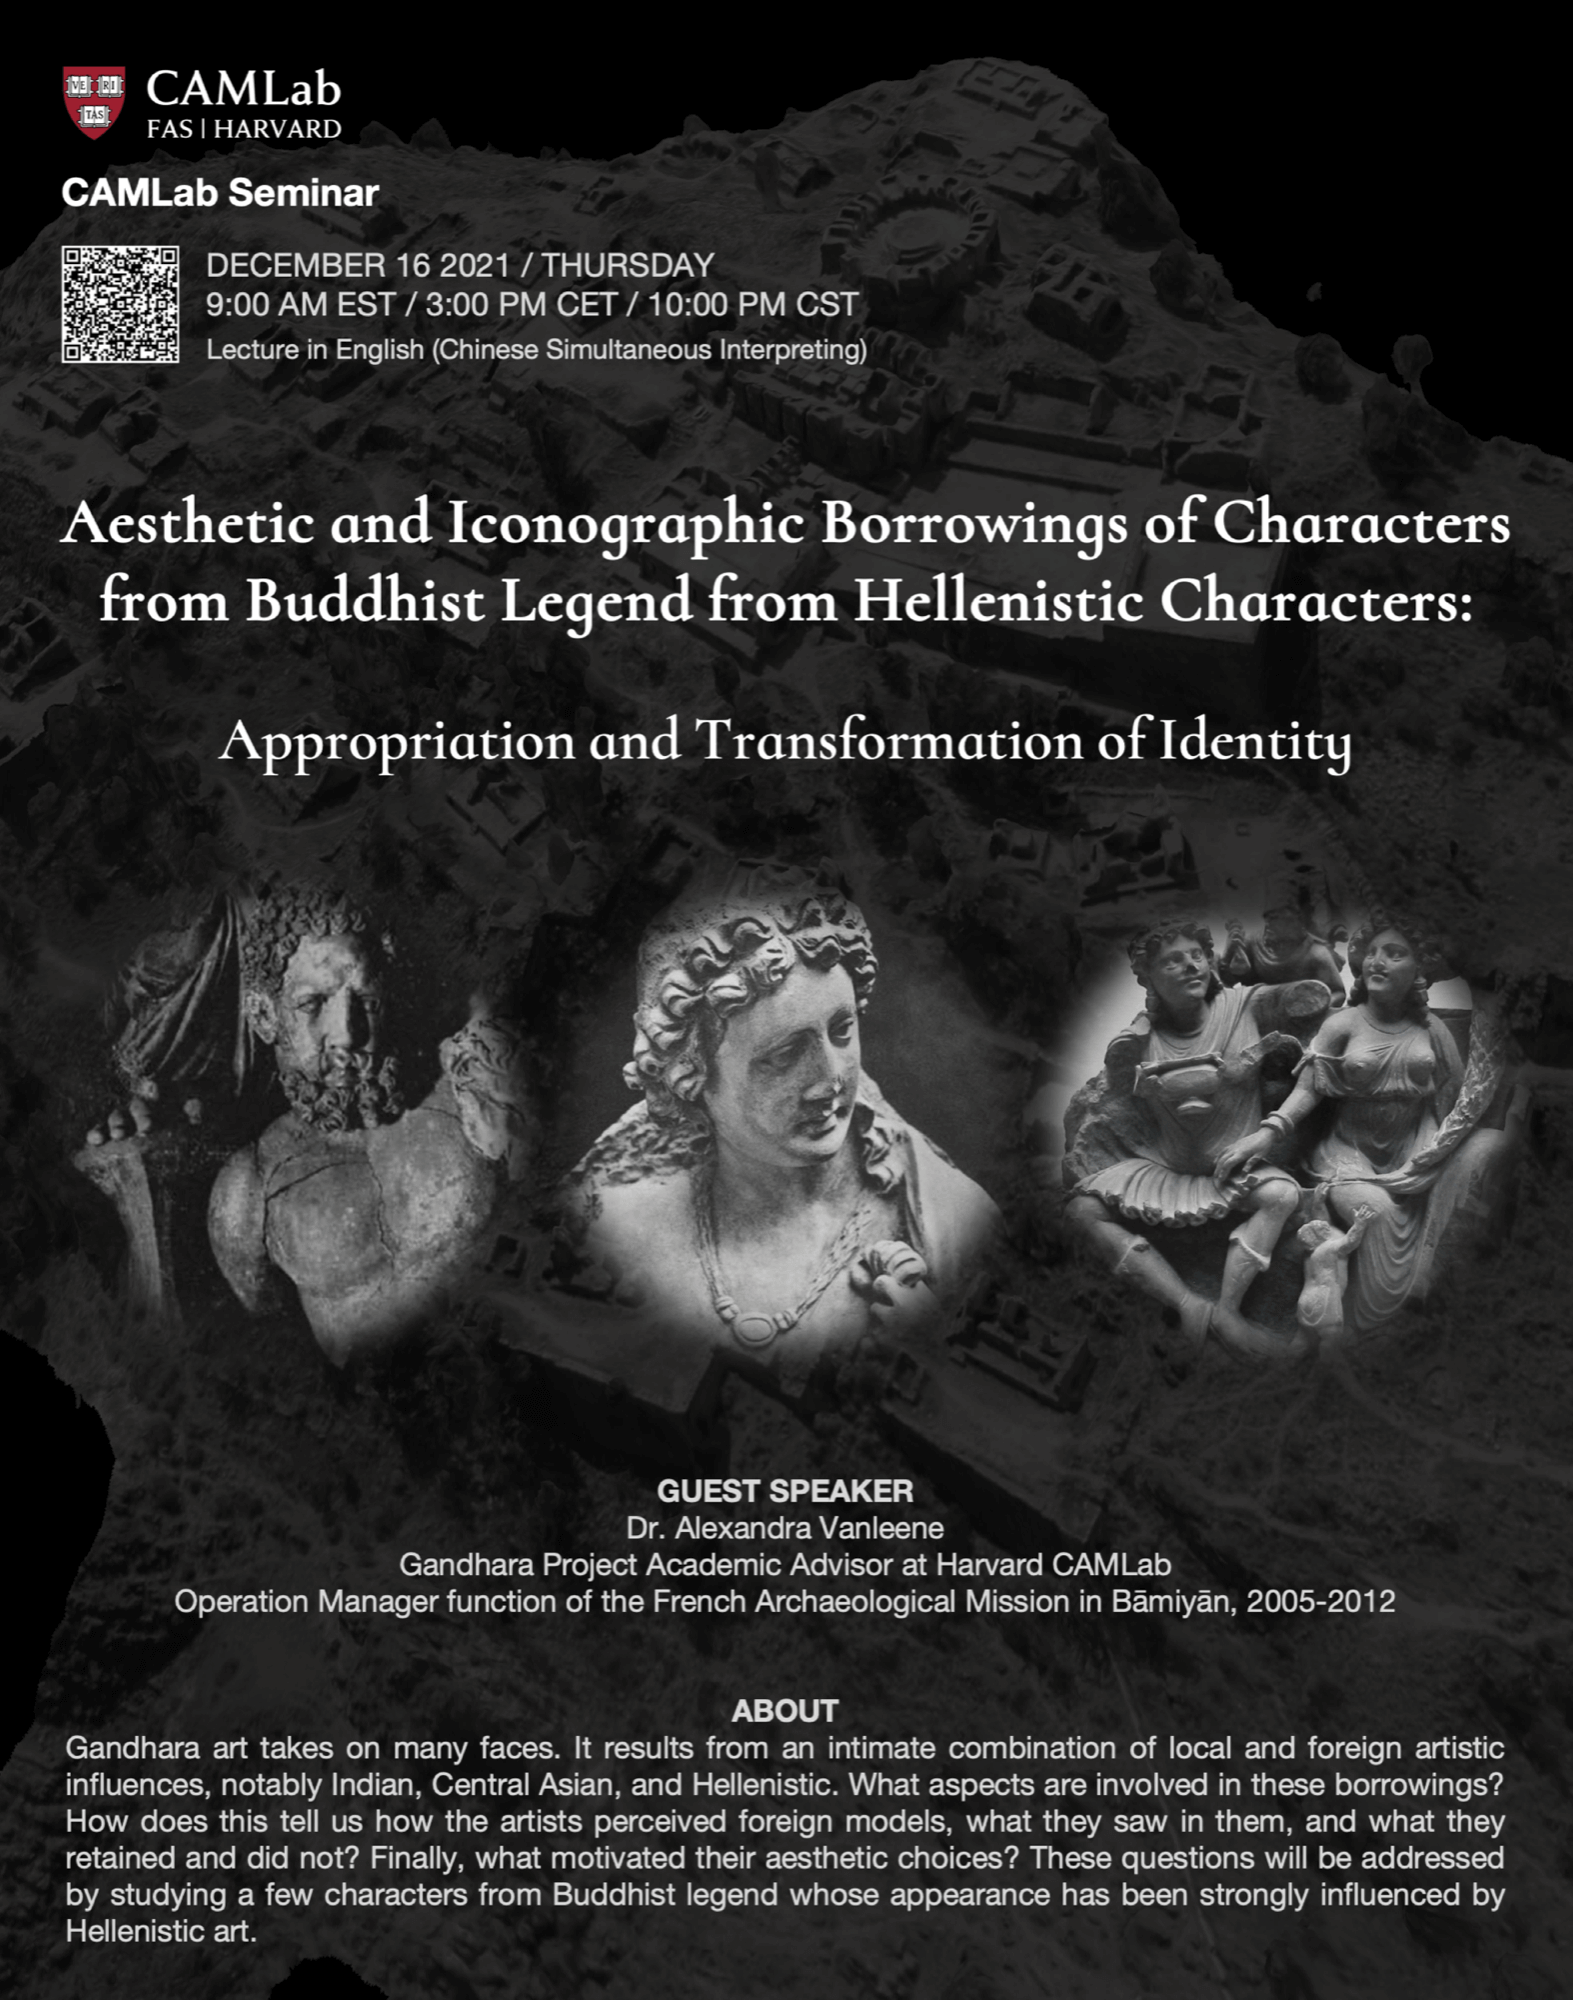 VE RI TAS
CAMLab
FAS | HARVARD
CAMLab Seminar
DECEMBER 16 2021 / THURSDAY
9:00 AM EST / 3:00 PM CET / 10:00 PM CST
Lecture in English (Chinese Simultaneous Interpreting)
Aesthetic and Iconographic Borrowings of Characters
from Buddhist Legend from Hellenistic Characters:
Appropriation and Transformation of Identity
GUEST SPEAKER
Dr. Alexandra Vanleene
Gandhara Project Academic Advisor at Harvard CAMLab
Operation Manager function of the French Archaeological Mission in Bāmiyān, 2005-2012
ABOUT
Gandhara art takes on many faces. It results from an intimate combination of local and foreign artistic
influences, notably Indian, Central Asian, and Hellenistic. What aspects are involved in these borrowings?
How does this tell us how the artists perceived foreign models, what they saw in them, and what they
retained and did not? Finally, what motivated their aesthetic choices? These questions will be addressed
by studying a few characters from Buddhist legend whose appearance has been strongly influenced by
Hellenistic art.